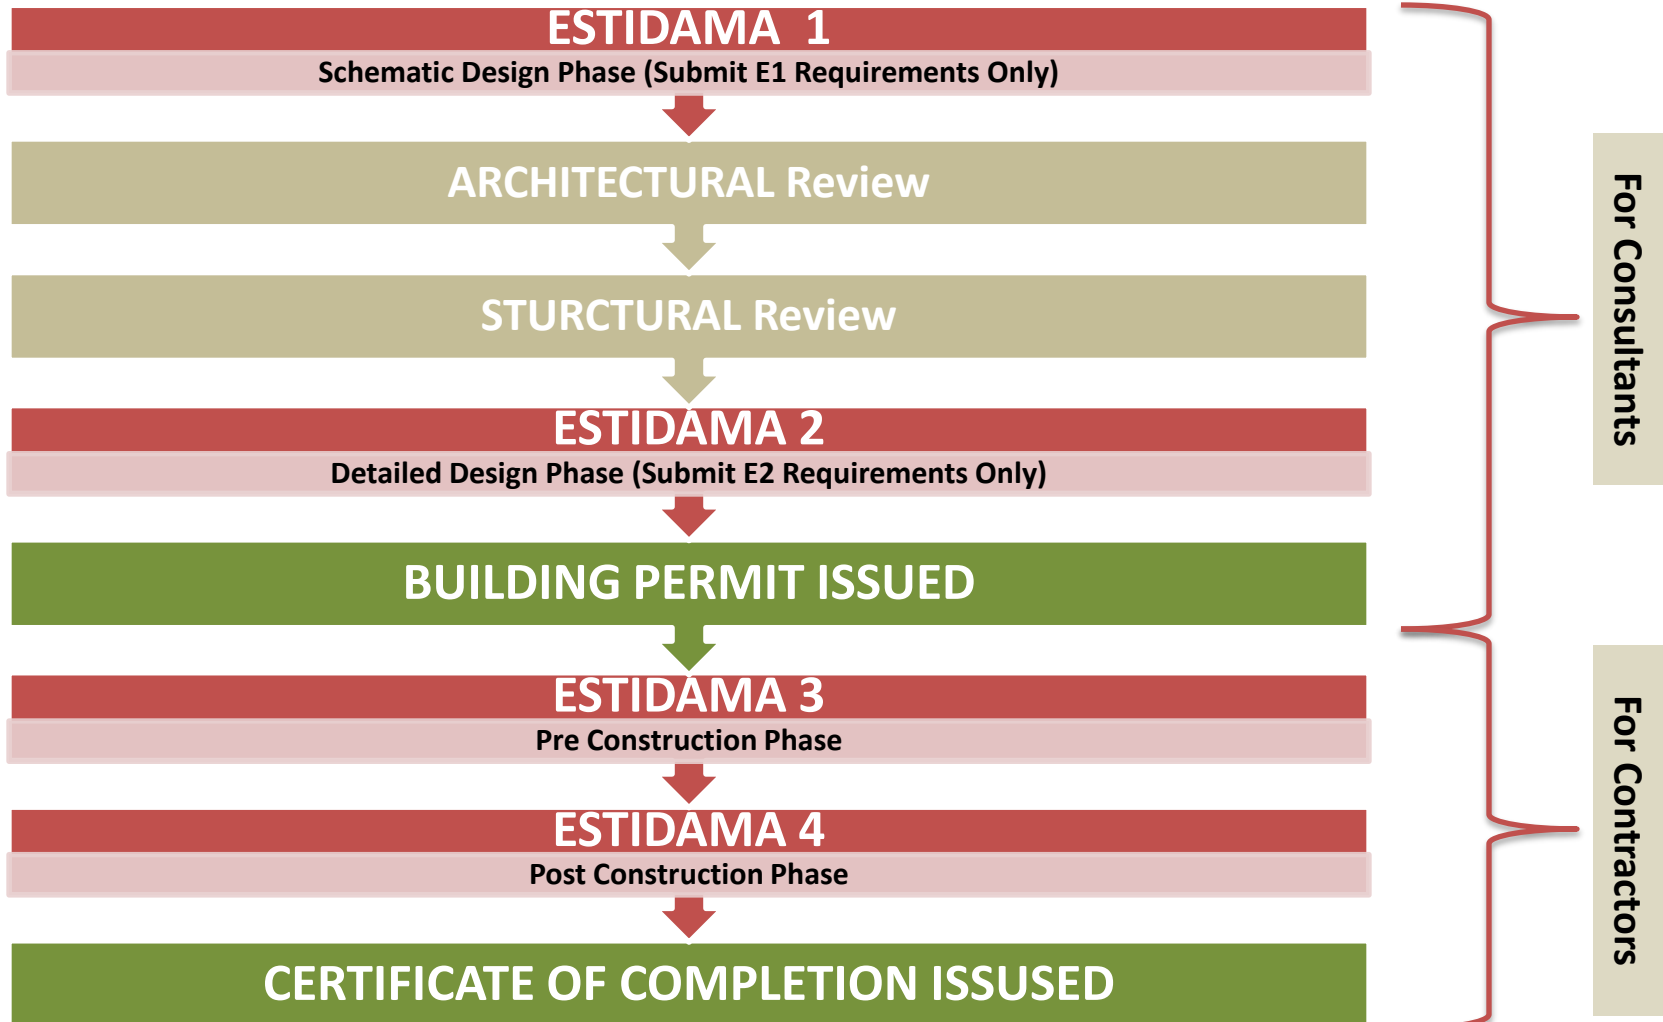 ESTIDAMA 1
Schematic Design Phase (Submit E1 Requirements Only)
ARCHITECTURAL Review
STURCTURAL Review
ESTIDAMA 2
Detailed Design Phase (Submit E2 Requirements Only)
BUILDING PERMIT ISSUED
ESTIDAMA 3
Pre Construction Phase
ESTIDAMA 4
Post Construction Phase
CERTIFICATE OF COMPLETION ISSUSED
For Consultants
For Contractors